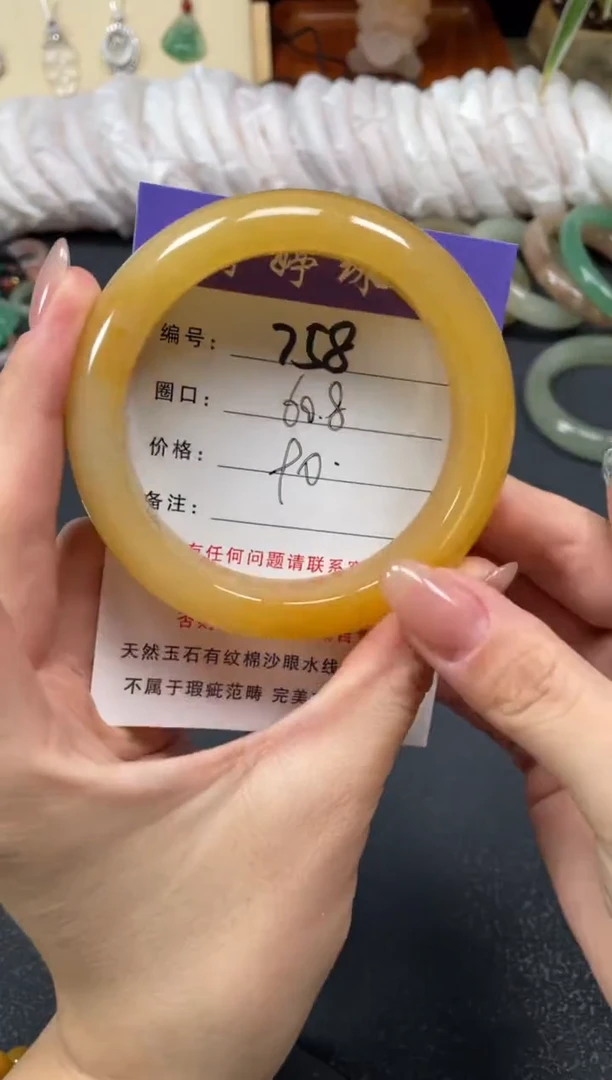 编号: 758
圈口: 60.8
价格:
备注:
有任何问题请联系
天然玉石有纹棉沙眼水线
不属于瑕疵范畴 完美